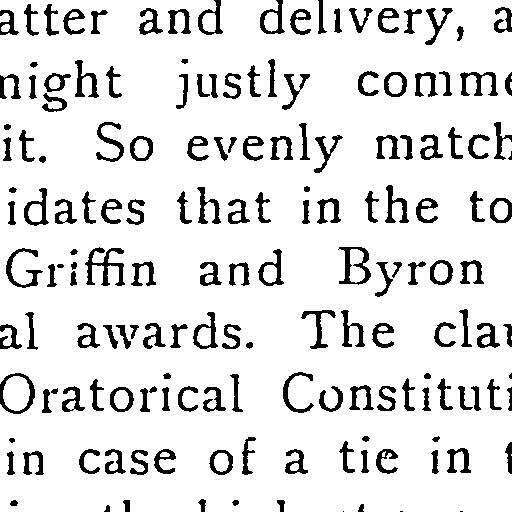 atter and delivery, a
night justly comme
it. So evenly match
idates that in the to
Griffin and Byron
al awards. The clau
Oratorical Constituti
in case of a tie in